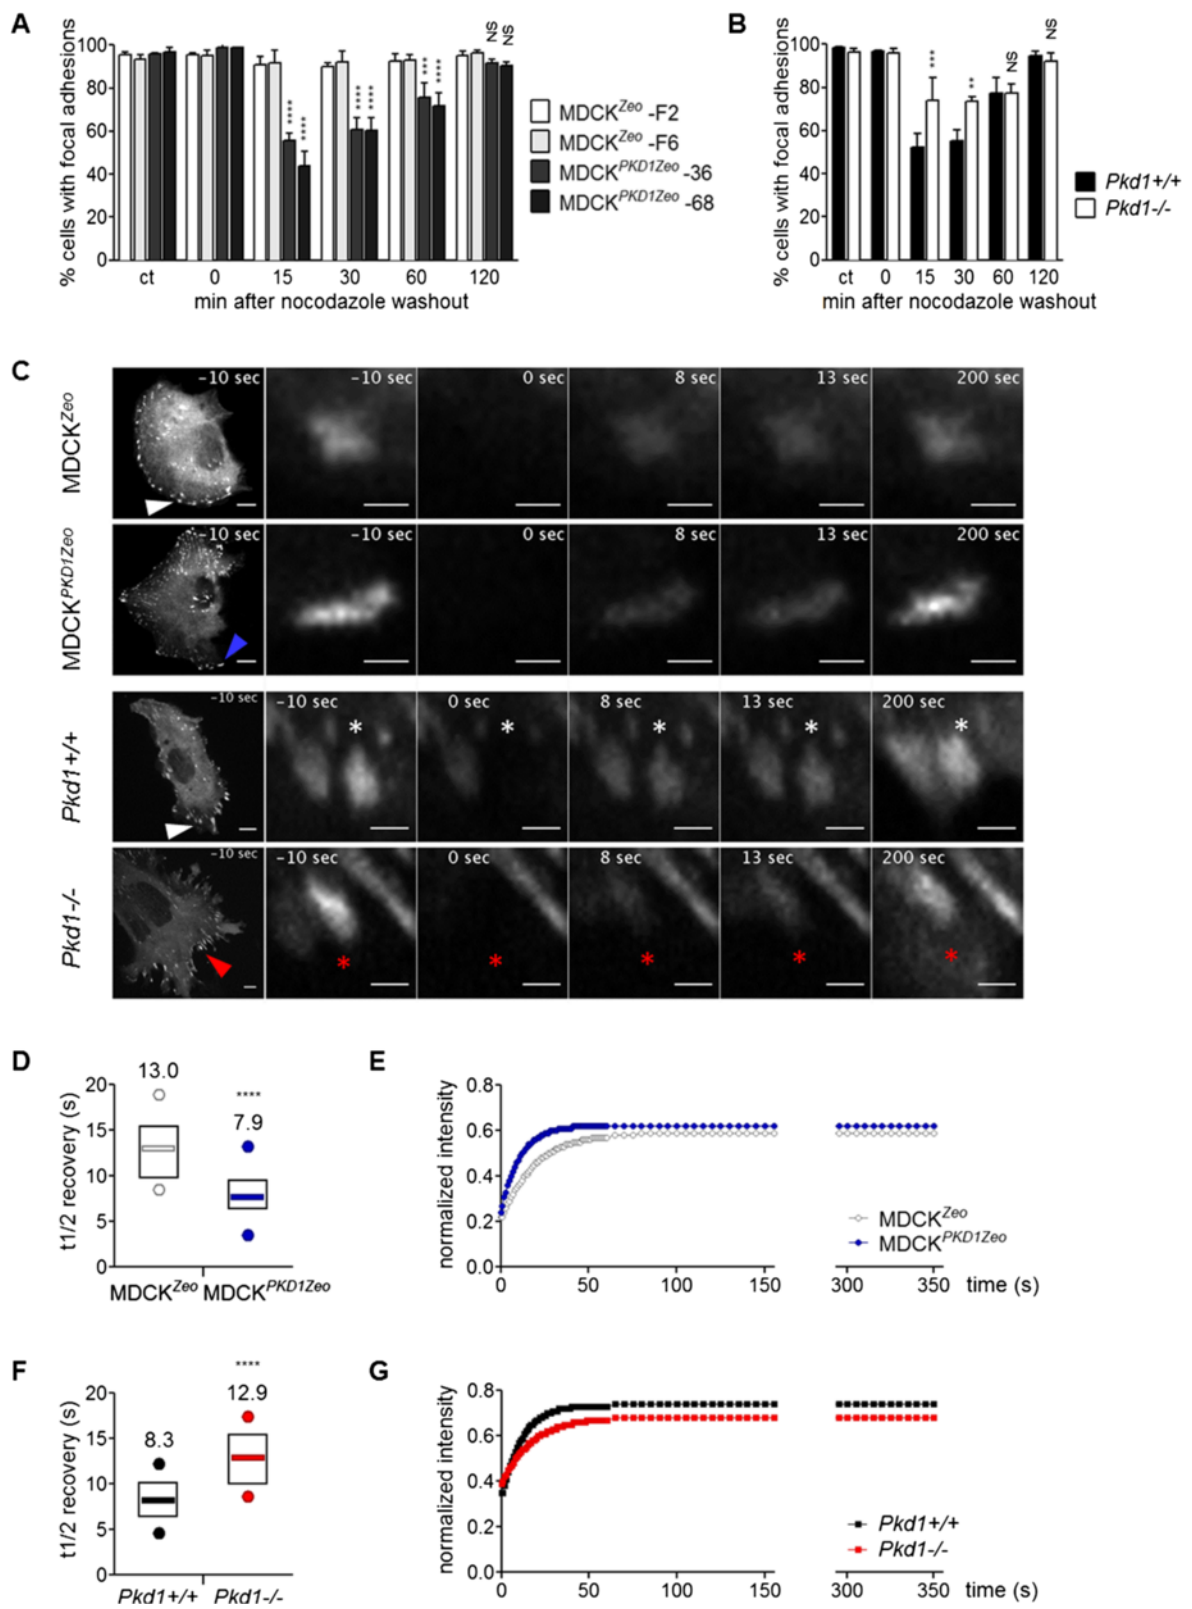 A
B
% cells with focal adhesions
100
80
60
40
20
0
**** **** **** **** *** **** NS NS
ct 0 15 30 60 120
min after nocodazole washout
MDCKZeo -F2
MDCKZeo -F6
MDCKPKD1Zeo -36
MDCKPKD1Zeo -68
% cells with focal adhesions
100
80
60
40
20
0
*** ** NS NS
ct 0 15 30 60 120
min after nocodazole washout
Pkd1+/+
Pkd1-/-
C
MDCKZeo
−10 sec −10 sec 0 sec 8 sec 13 sec 200 sec
MDCKPKD1Zeo
−10 sec −10 sec 0 sec 8 sec 13 sec 200 sec
Pkd1+/+
−10 sec −10 sec 0 sec 8 sec 13 sec 200 sec
* * * * *
Pkd1-/-
−10 sec −10 sec 0 sec 8 sec 13 sec 200 sec
* * * * *
D
t1/2 recovery (s)
20
15
10
5
0
13.0
****
7.9
MDCKZeo MDCKPKD1Zeo
E
normalized intensity
0.8
0.6
0.4
0.2
0.0
MDCKZeo
MDCKPKD1Zeo
0 50 100 150 300 350 time (s)
F
t1/2 recovery (s)
20
15
10
5
0
8.3
****
12.9
Pkd1+/+ Pkd1-/-
G
normalized intensity
0.8
0.6
0.4
0.2
0.0
Pkd1+/+
Pkd1-/-
0 50 100 150 300 350 time (s)